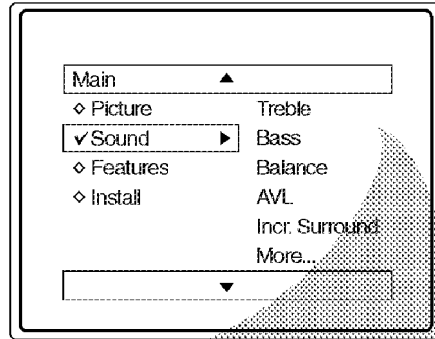 Main
Picture
Sound
Features
Install
Treble
Bass
Balance
AVL
Incr. Surround
More...